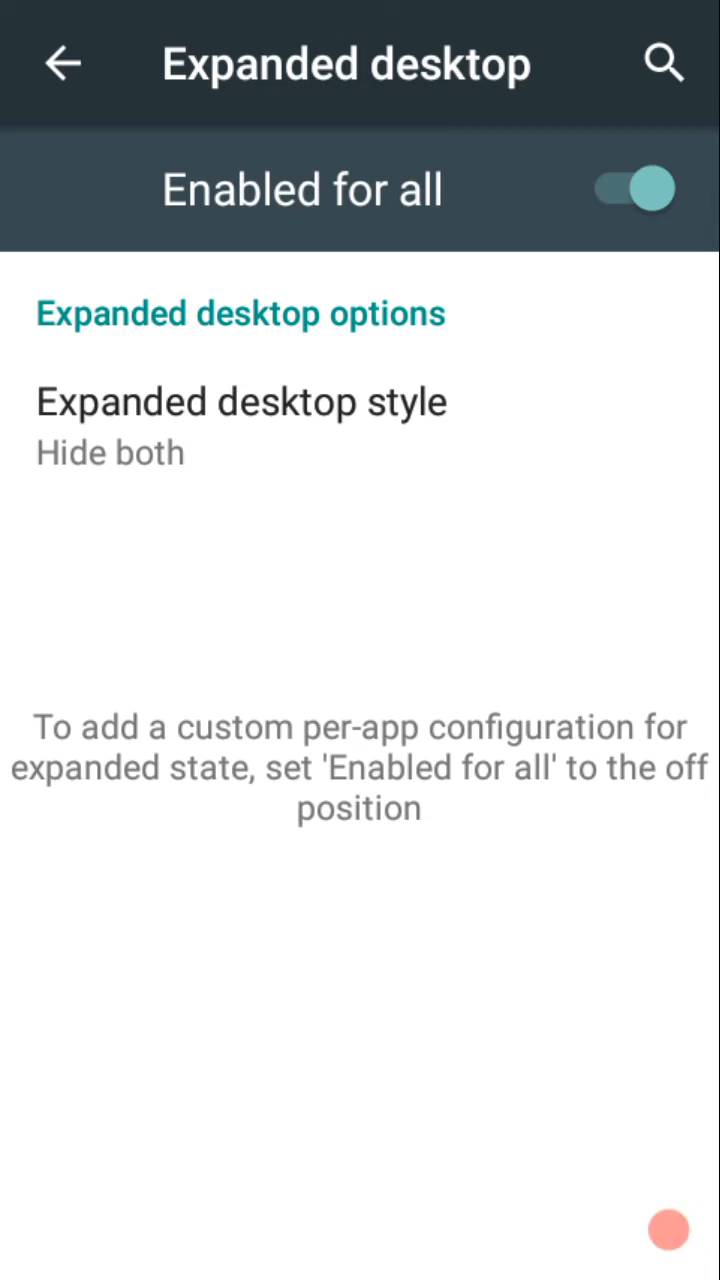 Expanded desktop
Enabled for all
Expanded desktop options
Expanded desktop style
Hide both
To add a custom per-app configuration for
expanded state, set 'Enabled for all' to the off
position